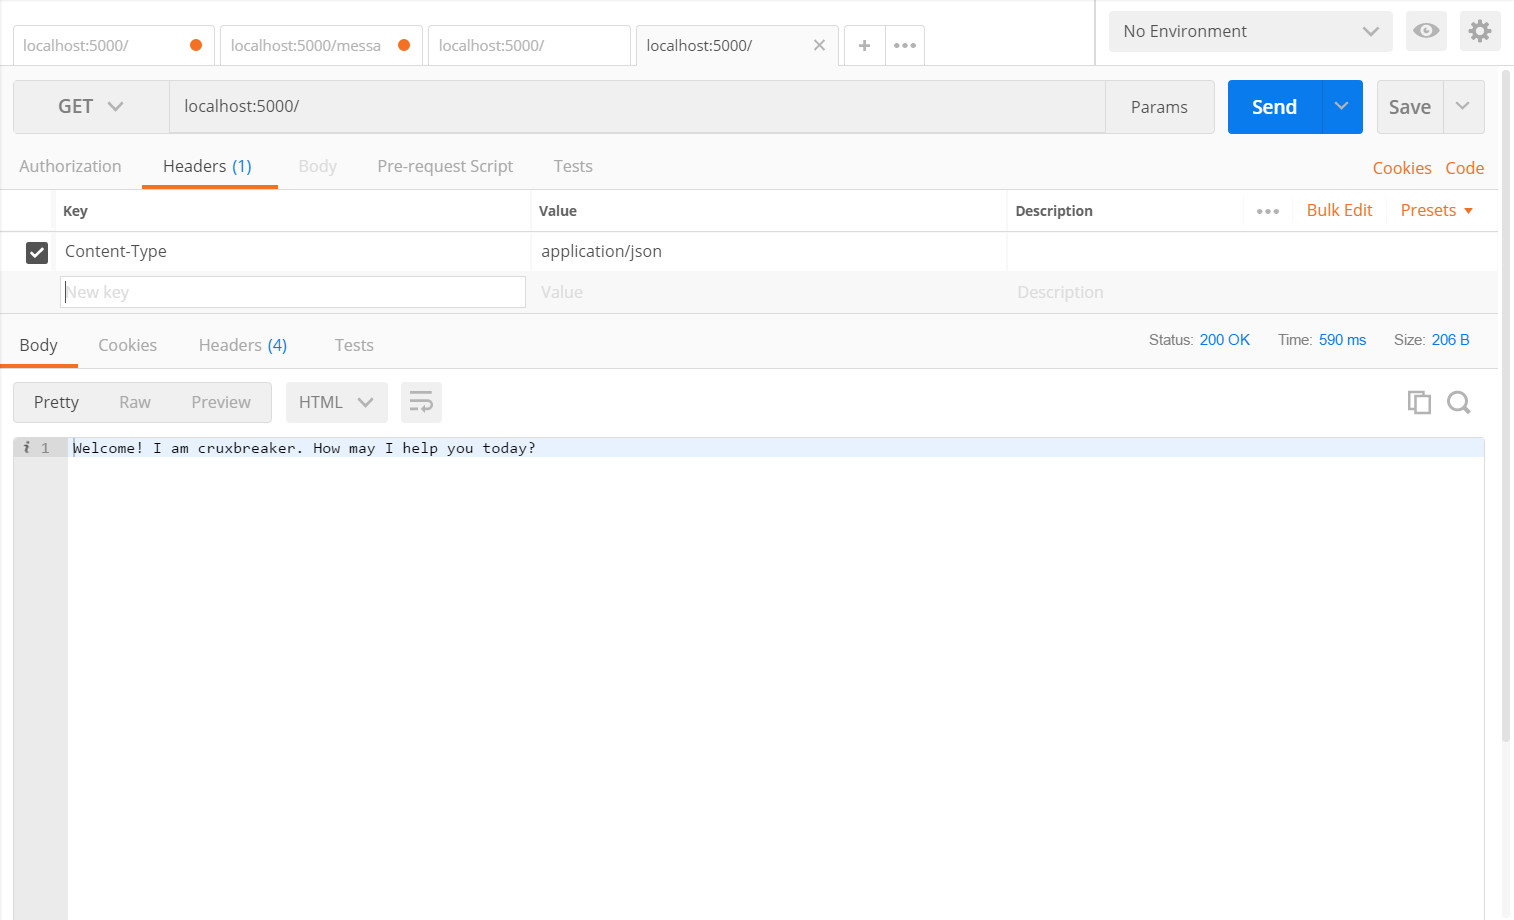 localhost:5000/ localhost:5000/messa localhost:5000/ localhost:5000/ No Environment
GET localhost:5000/ Params Send Save
Authorization Headers (1) Body Pre-request Script Tests Cookies Code
Key Value Description Bulk Edit Presets
Content-Type application/json
New key Value Description
Body Cookies Headers (4) Tests Status: 200 OK Time: 590 ms Size: 206 B
Pretty Raw Preview HTML
i 1 Welcome! I am cruxbreaker. How may I help you today?